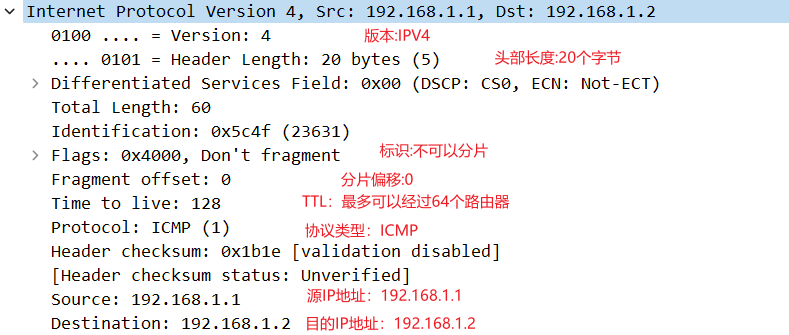 Internet Protocol Version 4, Src: 192.168.1.1, Dst: 192.168.1.2
0100 .... = Version: 4 版本:IPV4
.... 0101 = Header Length: 20 bytes (5) 头部长度:20个字节
Differentiated Services Field: 0x00 (DSCP: CS0, ECN: Not-ECT)
Total Length: 60
Identification: 0x5c4f (23631)
Flags: 0x4000, Don't fragment 标识:不可以分片
Fragment offset: 0 分片偏移:0
Time to live: 128 TTL：最多可以经过64个路由器
Protocol: ICMP (1) 协议类型：ICMP
Header checksum: 0x1b1e [validation disabled]
[Header checksum status: Unverified]
Source: 192.168.1.1 源IP地址：192.168.1.1
Destination: 192.168.1.2 目的IP地址：192.168.1.2